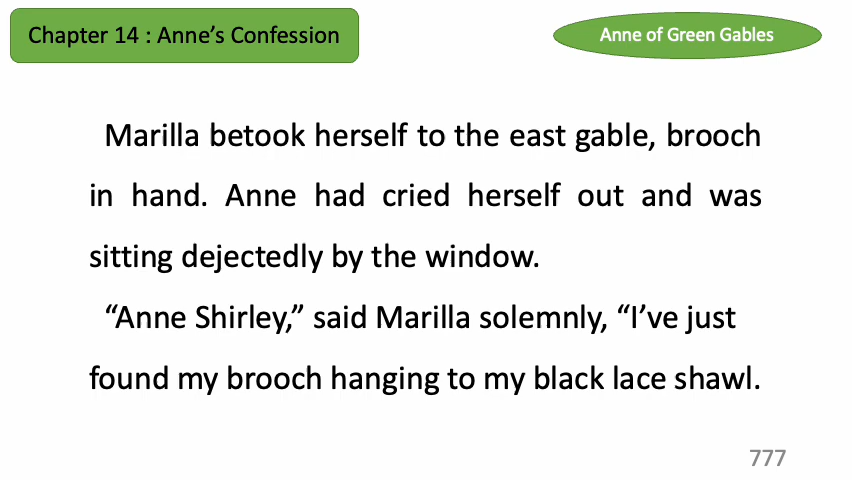 Chapter 14 : Anne’s Confession
Anne of Green Gables
Marilla betook herself to the east gable, brooch
in hand. Anne had cried herself out and was
sitting dejectedly by the window.
“Anne Shirley,” said Marilla solemnly, “I’ve just
found my brooch hanging to my black lace shawl.
777